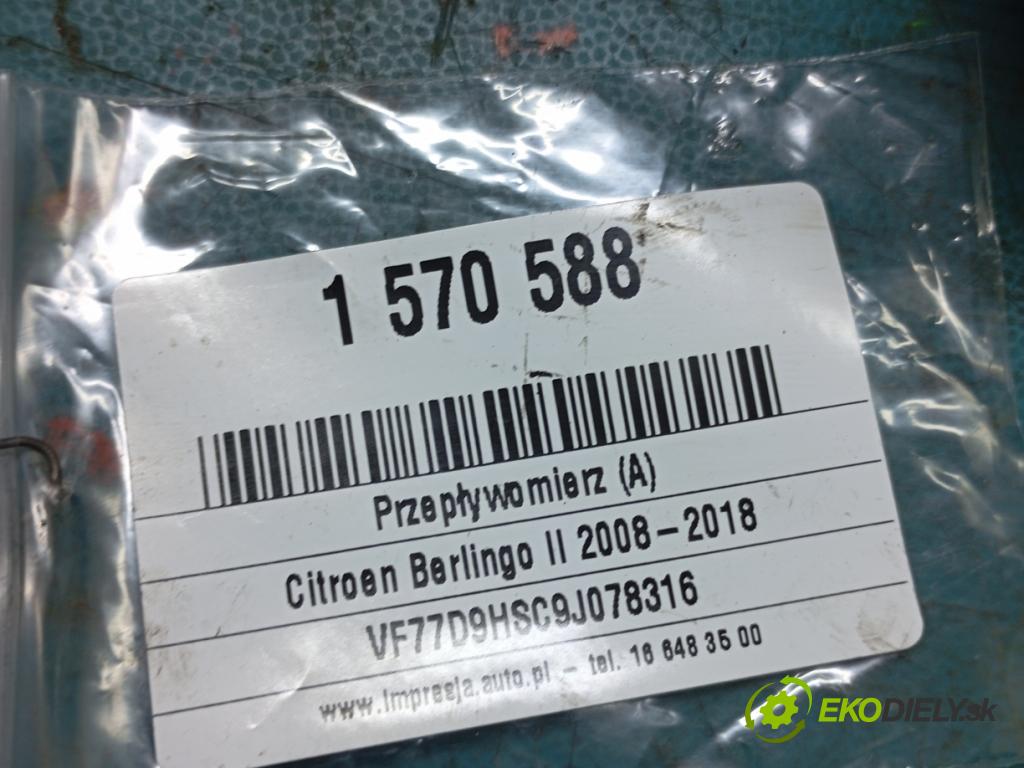 1 570 588
Przepływomierz (A)
Citroen Berlingo II 2008-2018
VF77D9HSC9J078316
www.impresja.auto.pl - tel. 16 648 35 00
EKODIELY.sk